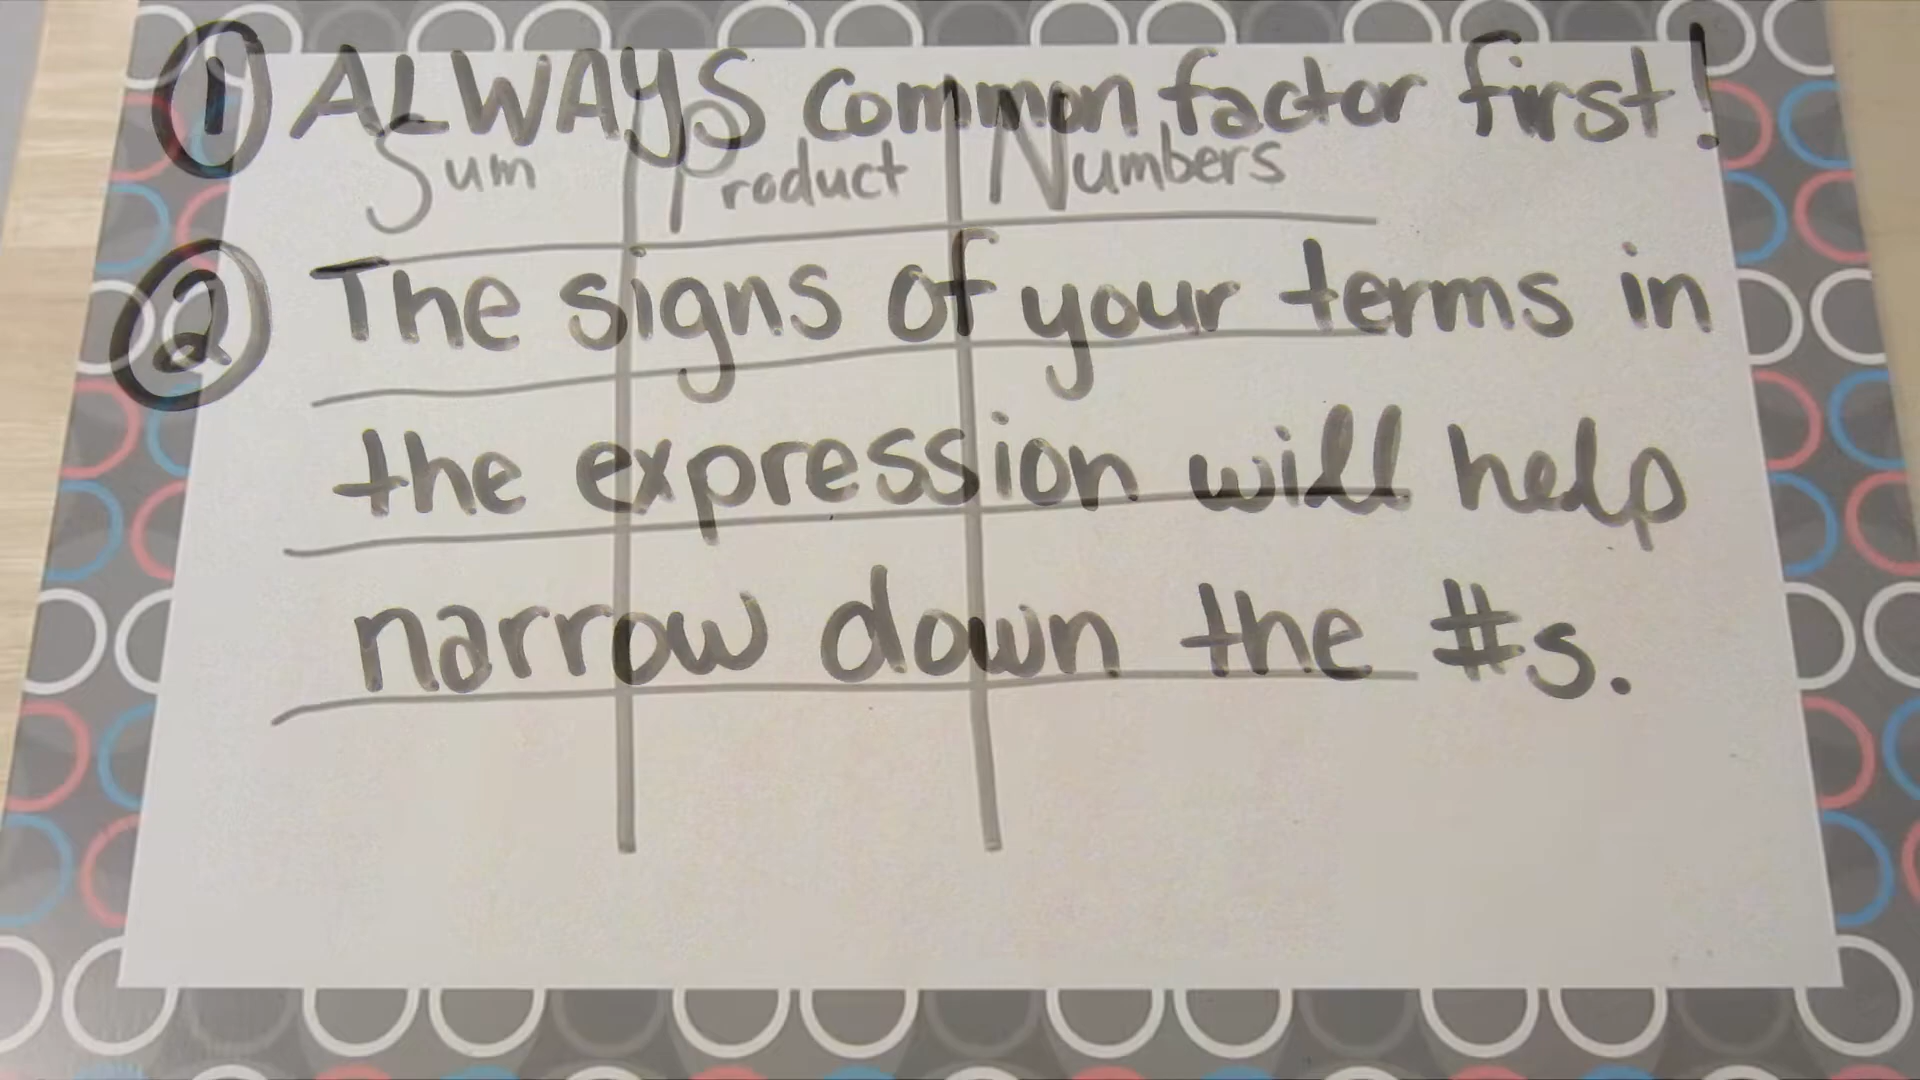 ① ALWAYS common factor first!
Sum Product Numbers
② The signs of your terms in
the expression will help
narrow down the #s.